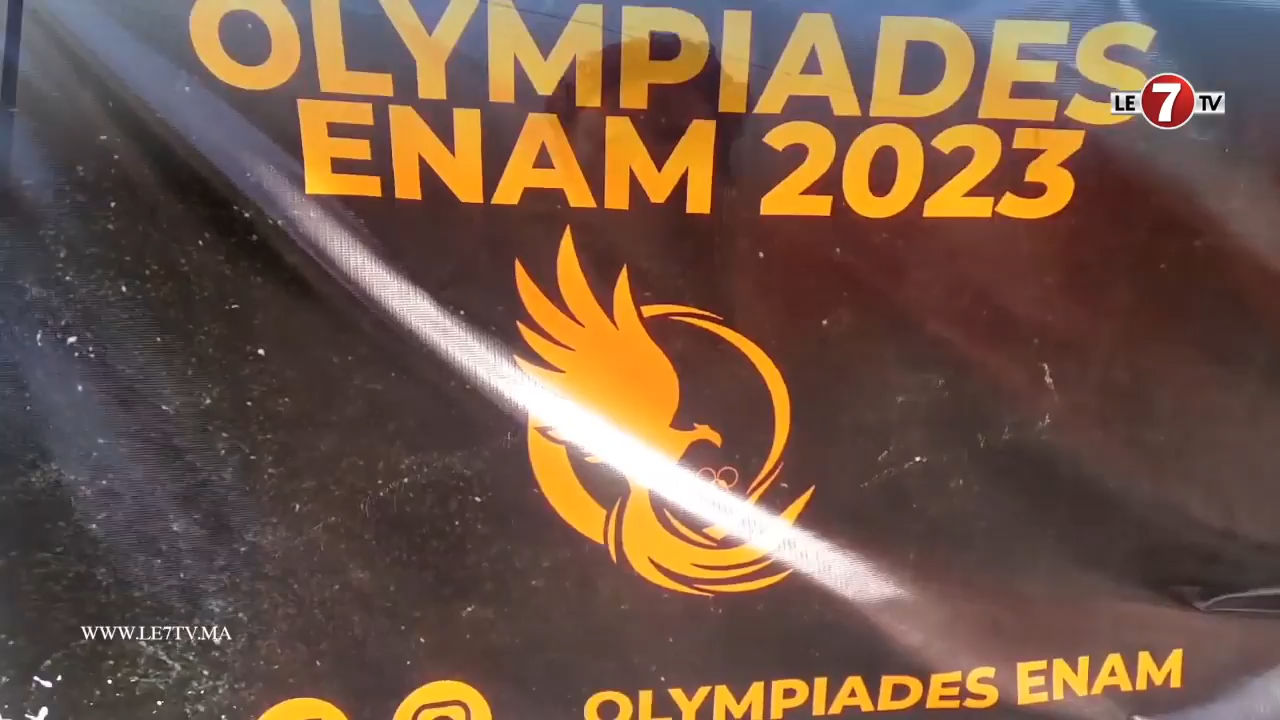 OLYMPIADES
LE 7 TV
ENAM 2023
WWW.LE7TV.MA
OLYMPIADES ENAM